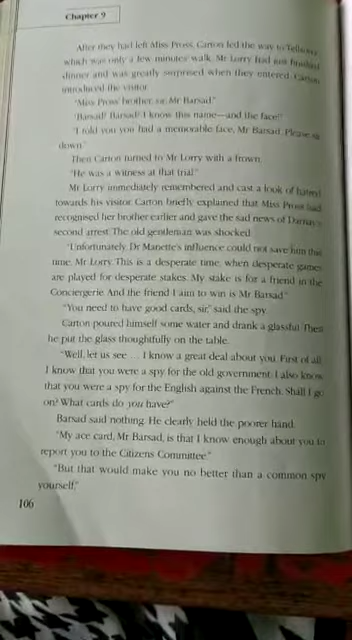 Chapter 9
After they had left Miss Pross, Carton led the way to Tellsons,
which was only a few minutes' walk. Mr Lorry had just finished
dinner and was greatly surprised when they entered. Carton
introduced the visitor.
"Miss Pross' brother, sir. Mr Barsad."
"Barsad? Barsad? I know this name—and the face?"
"I told you you had a memorable face, Mr Barsad. Please sit
down."
Then Carton turned to Mr Lorry with a frown.
"He was a witness at that trial."
Mr Lorry immediately remembered and cast a look of hatred
towards his visitor. Carton briefly explained that Miss Pross had
recognised her brother earlier and gave the sad news of Darnay's
second arrest. The old gentleman was shocked.
"Unfortunately, Dr Manette's influence could not save him this
time, Mr Lorry. This is a desperate time, when desperate games
are played for desperate stakes. My stake is for a friend in the
Conciergerie. And the friend I aim to win is Mr Barsad."
"You need to have good cards, sir," said the spy.
Carton poured himself some water and drank a glassful. Then
he put the glass thoughtfully on the table.
"Well, let us see … I know a great deal about you. First of all,
I know that you were a spy for the old government. I also know
that you were a spy for the English against the French. Shall I go
on? What cards do you have?"
Barsad said nothing. He clearly held the poorer hand.
"My ace card, Mr Barsad, is that I know enough about you to
report you to the Citizens Committee."
"But that would make you no better than a common spy
yourself."
106